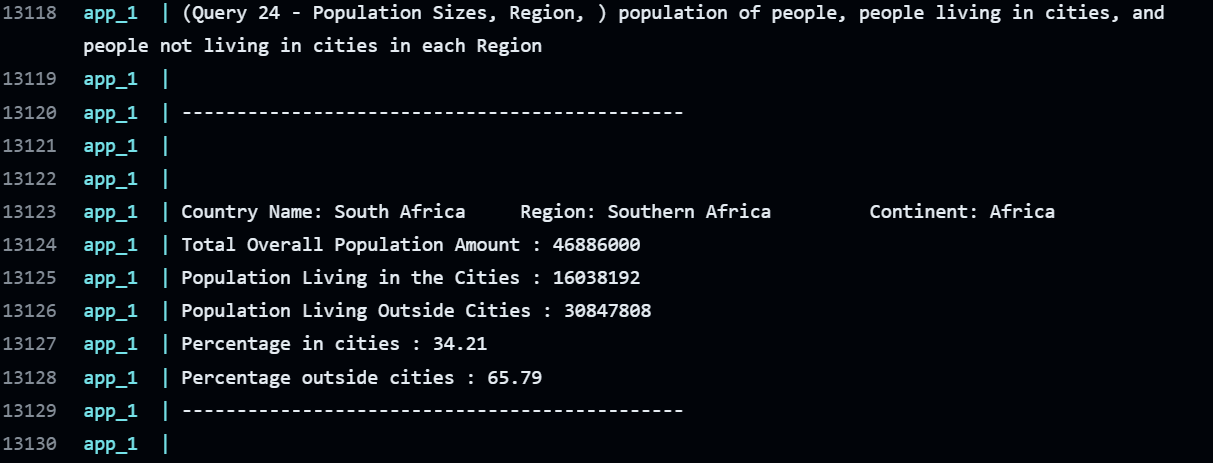 13118 app_1 | (Query 24 - Population Sizes, Region, ) population of people, people living in cities, and
people not living in cities in each Region
13119 app_1 |
13120 app_1 | ----------------------------------------------
13121 app_1 |
13122 app_1 |
13123 app_1 | Country Name: South Africa     Region: Southern Africa         Continent: Africa
13124 app_1 | Total Overall Population Amount : 46886000
13125 app_1 | Population Living in the Cities : 16038192
13126 app_1 | Population Living Outside Cities : 30847808
13127 app_1 | Percentage in cities : 34.21
13128 app_1 | Percentage outside cities : 65.79
13129 app_1 | ----------------------------------------------
13130 app_1 |